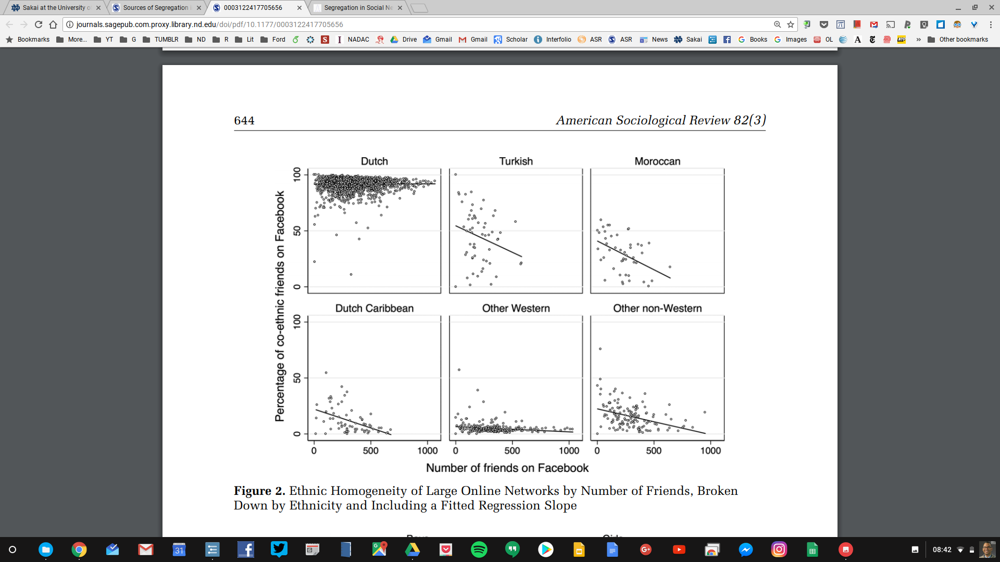 Sakai at the University o
Sources of Segregation i
0003122417705656
Segregation in Social Ne
journals.sagepub.com.proxy.library.nd.edu/doi/pdf/10.1177/0003122417705656
Bookmarks More... YT G TUMBLR ND R Lit Ford S I NADAC Drive Gmail Gmail Scholar Interfolio ASR ASR News Sakai Books Images OL A NYP » Other bookmarks
644 American Sociological Review 82(3)
Percentage of co-ethnic friends on Facebook
Dutch Turkish Moroccan
100
50
0
Dutch Caribbean Other Western Other non-Western
100
50
0
0 500 1000 0 500 1000 0 500 1000
Number of friends on Facebook
Figure 2. Ethnic Homogeneity of Large Online Networks by Number of Friends, Broken
Down by Ethnicity and Including a Fitted Regression Slope
31 G+ 08:42